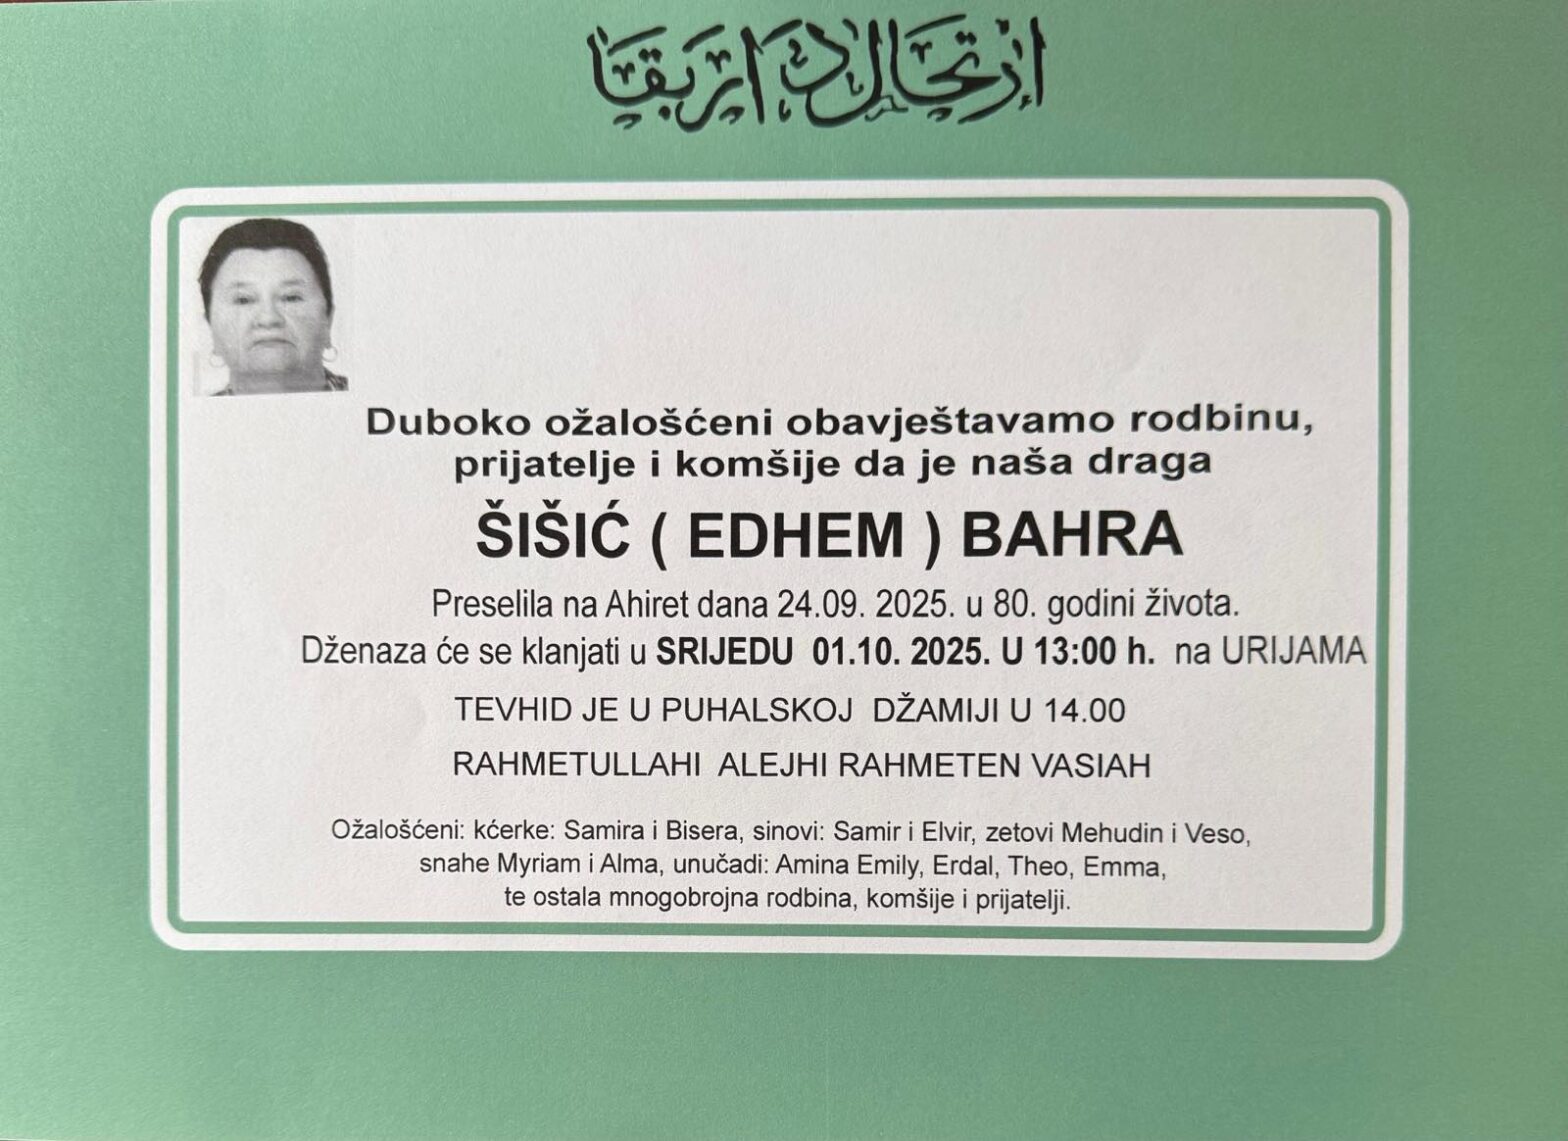 Duboko ožalošćeni obavještavamo rodbinu,
prijatelje i komšije da je naša draga
ŠIŠIĆ ( EDHEM ) BAHRA
Preselila na Ahiret dana 24.09. 2025. u 80. godini života.
Dženaza će se klanjati u SRIJEDU 01.10. 2025. U 13:00 h. na URIJAMA
TEVHID JE U PUHALSKOJ DŽAMIJI U 14.00
RAHMETULLAHI ALEJHI RAHMETEN VASIAH
Ožalošćeni: kćerke: Samira i Bisera, sinovi: Samir i Elvir, zetovi Mehudin i Veso,
snahe Myriam i Alma, unučadi: Amina Emily, Erdal, Theo, Emma,
te ostala mnogobrojna rodbina, komšije i prijatelji.